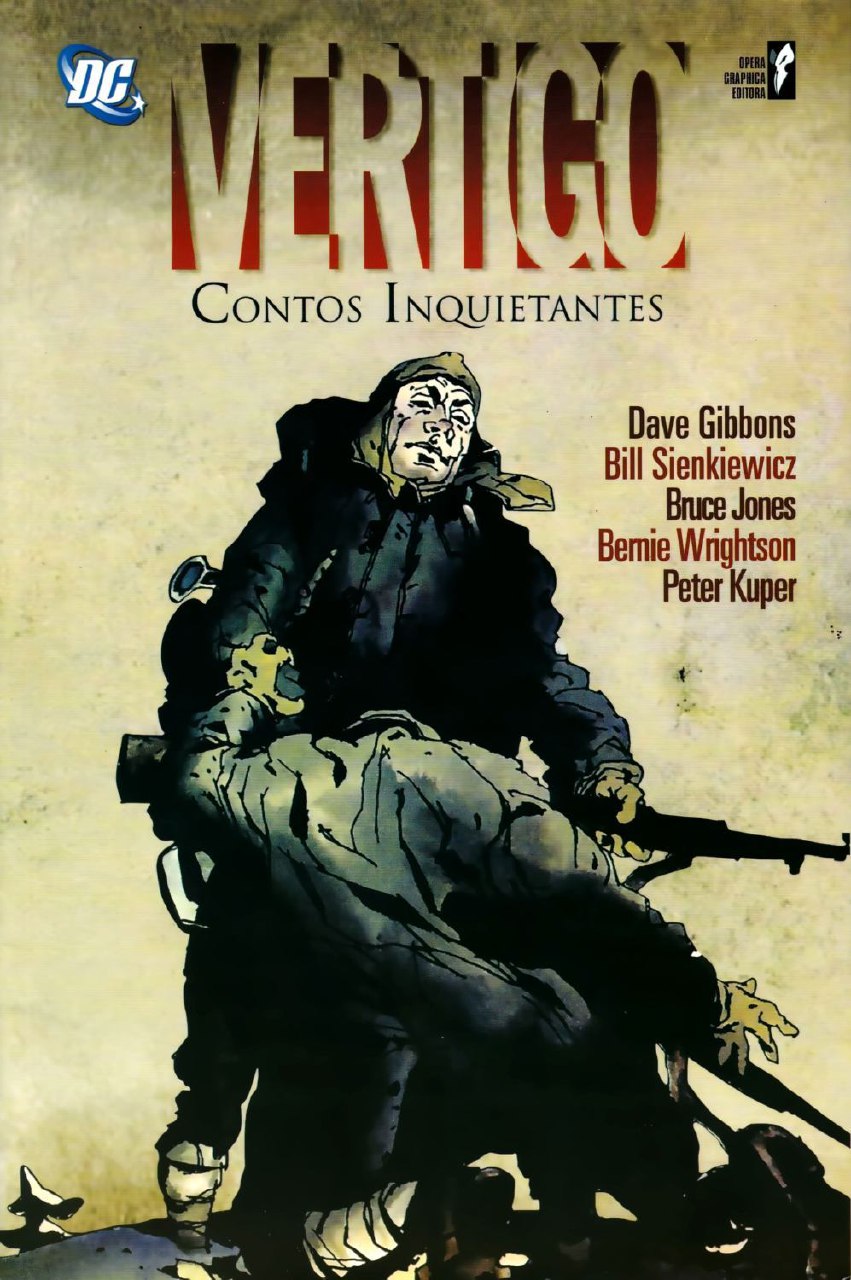 DC
VERTIGO
OPERA
GRAPHICA
EDITORA
CONTOS INQUIETANTES
Dave Gibbons
Bill Sienkiewicz
Bruce Jones
Bernie Wrightson
Peter Kuper